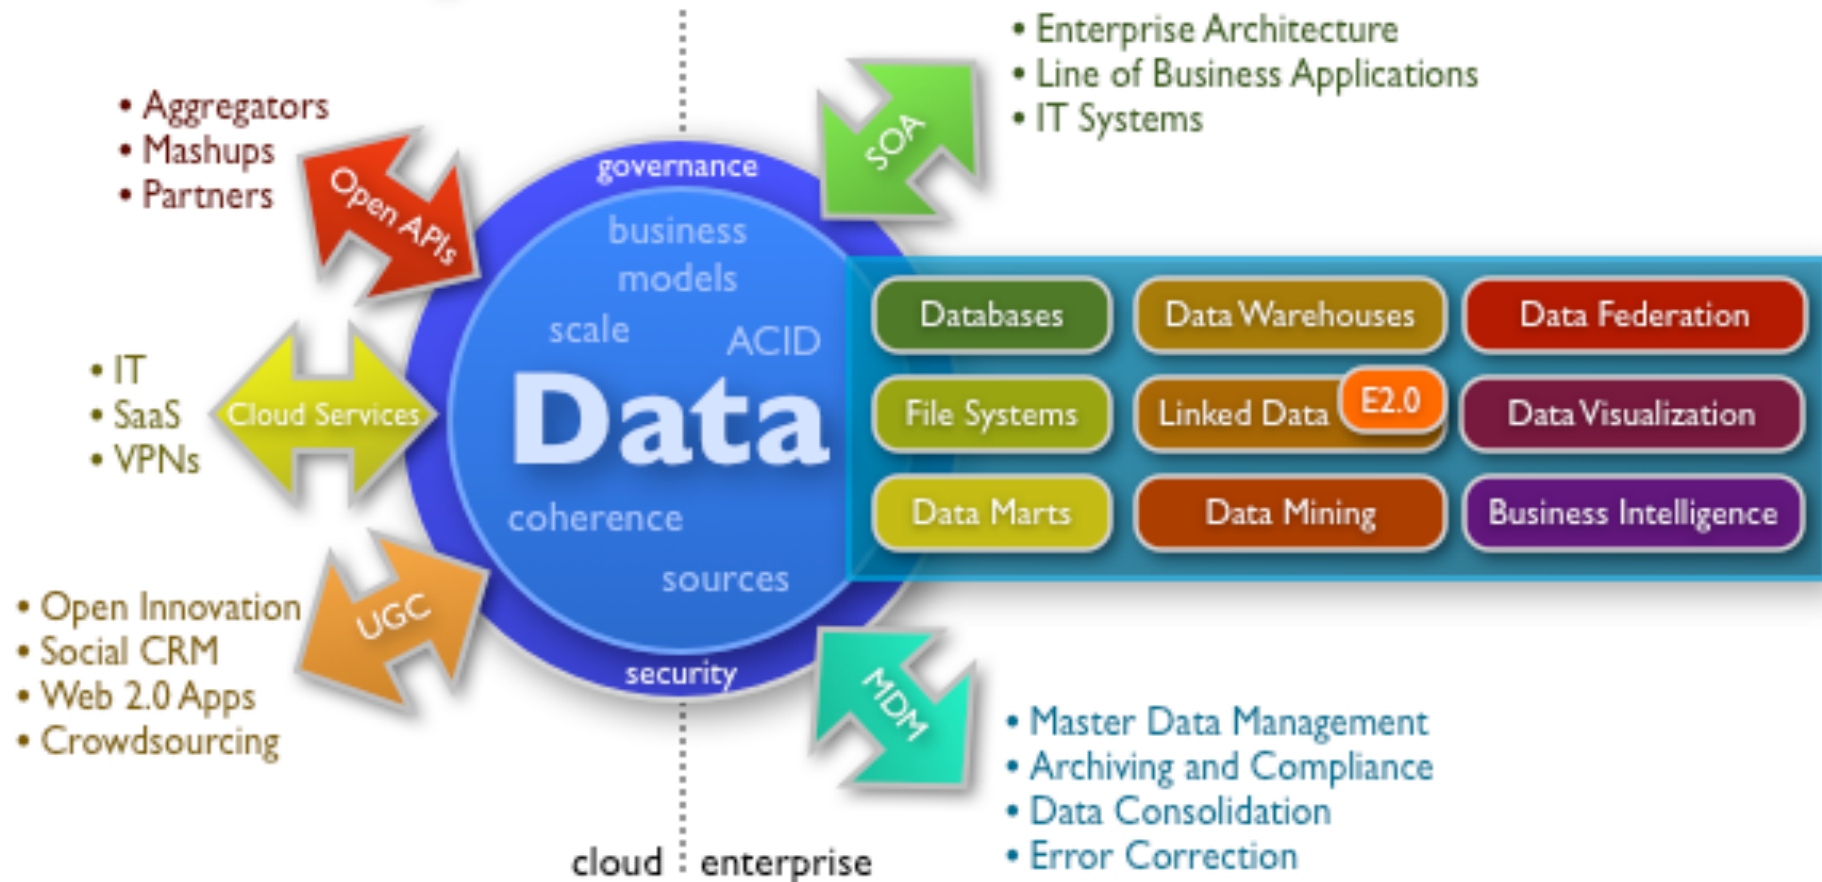 • Enterprise Architecture
• Line of Business Applications
• IT Systems
SOA
• Aggregators
• Mashups
• Partners
Open APIs
governance
business
models
scale
ACID
Data
coherence
sources
security
• IT
• SaaS
• VPNs
Cloud Services
Databases
Data Warehouses
Data Federation
File Systems
Linked Data
E2.0
Data Visualization
Data Marts
Data Mining
Business Intelligence
• Open Innovation
• Social CRM
• Web 2.0 Apps
• Crowdsourcing
UGC
MDM
• Master Data Management
• Archiving and Compliance
• Data Consolidation
• Error Correction
cloud
enterprise